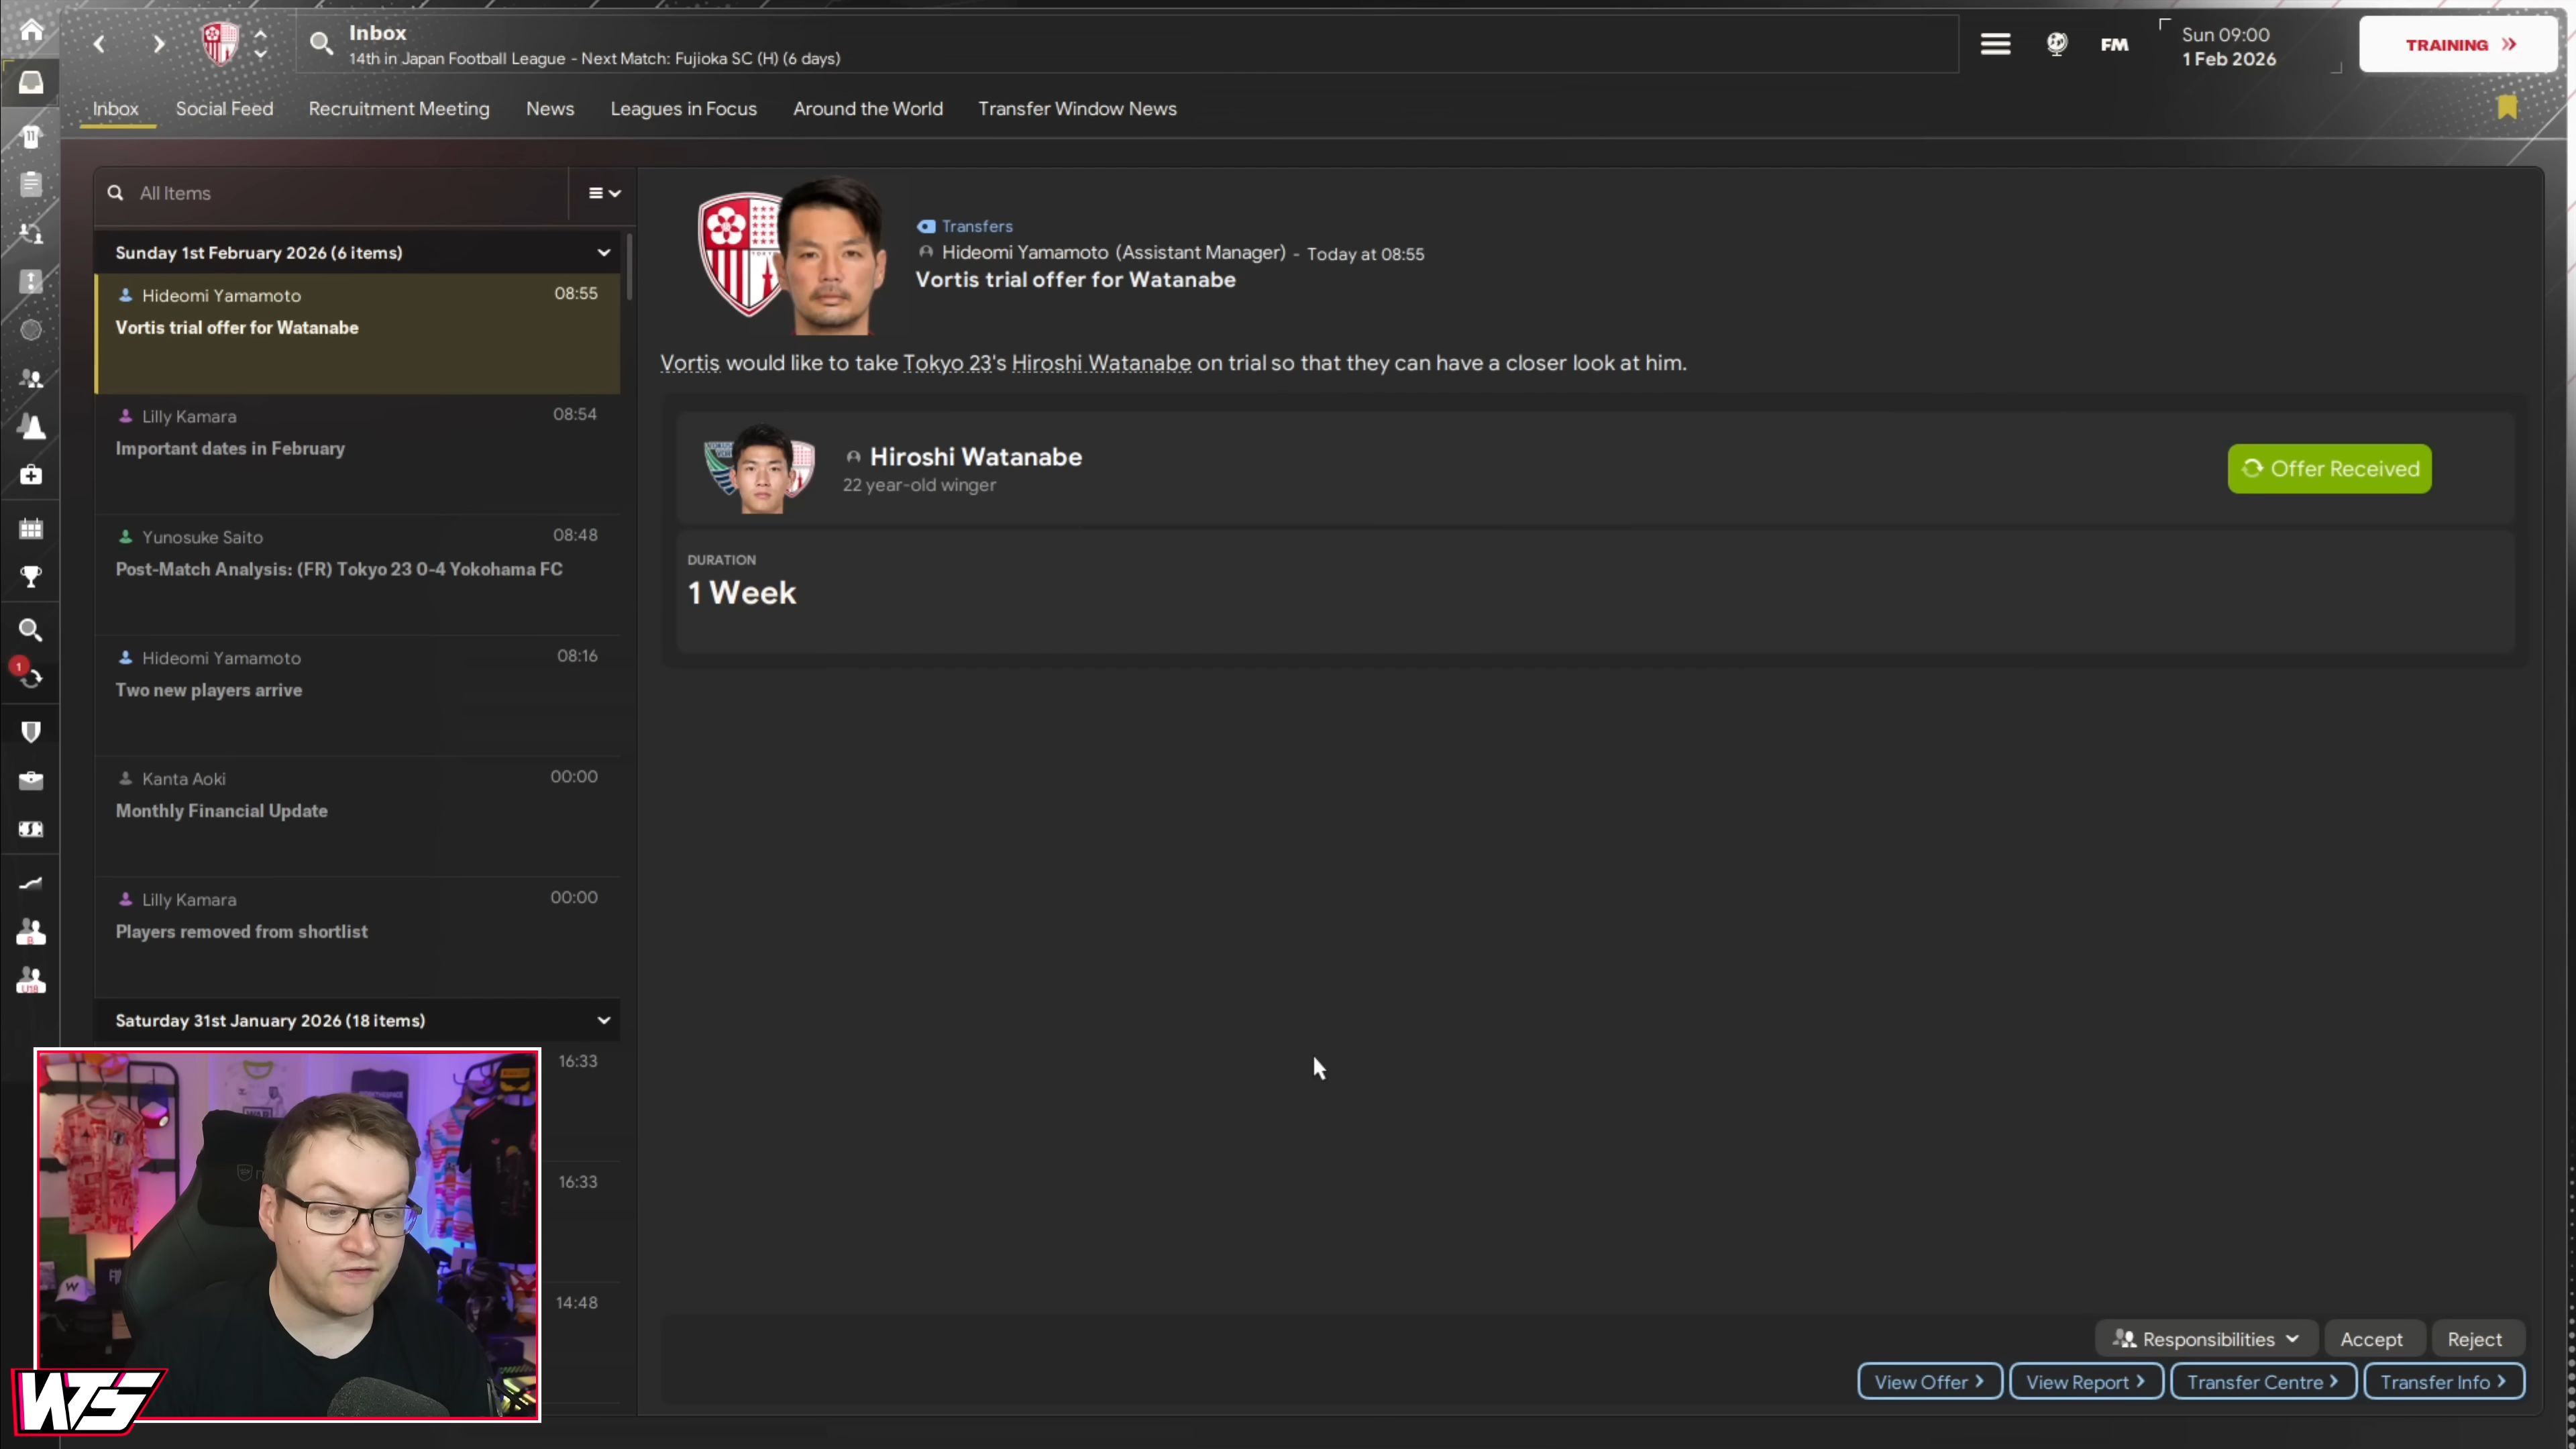 Inbox
14th in Japan Football League - Next Match: Fujioka SC (H) (6 days)
FM
Sun 09:00
1 Feb 2026
TRAINING
Inbox
Social Feed
Recruitment Meeting
News
Leagues in Focus
Around the World
Transfer Window News
All Items
Sunday 1st February 2026 (6 items)
Hideomi Yamamoto
08:55
Vortis trial offer for Watanabe
Lilly Kamara
08:54
Important dates in February
Yunosuke Saito
08:48
Post-Match Analysis: (FR) Tokyo 23 0-4 Yokohama FC
Hideomi Yamamoto
08:16
Two new players arrive
Kanta Aoki
00:00
Monthly Financial Update
Lilly Kamara
00:00
Players removed from shortlist
Saturday 31st January 2026 (18 items)
16:33
16:33
14:48
Transfers
Hideomi Yamamoto (Assistant Manager) - Today at 08:55
Vortis trial offer for Watanabe
Vortis would like to take Tokyo 23's Hiroshi Watanabe on trial so that they can have a closer look at him.
Hiroshi Watanabe
22 year-old winger
Offer Received
DURATION
1 Week
Responsibilities
Accept
Reject
View Offer
View Report
Transfer Centre
Transfer Info
11
1
B
U18
WTS